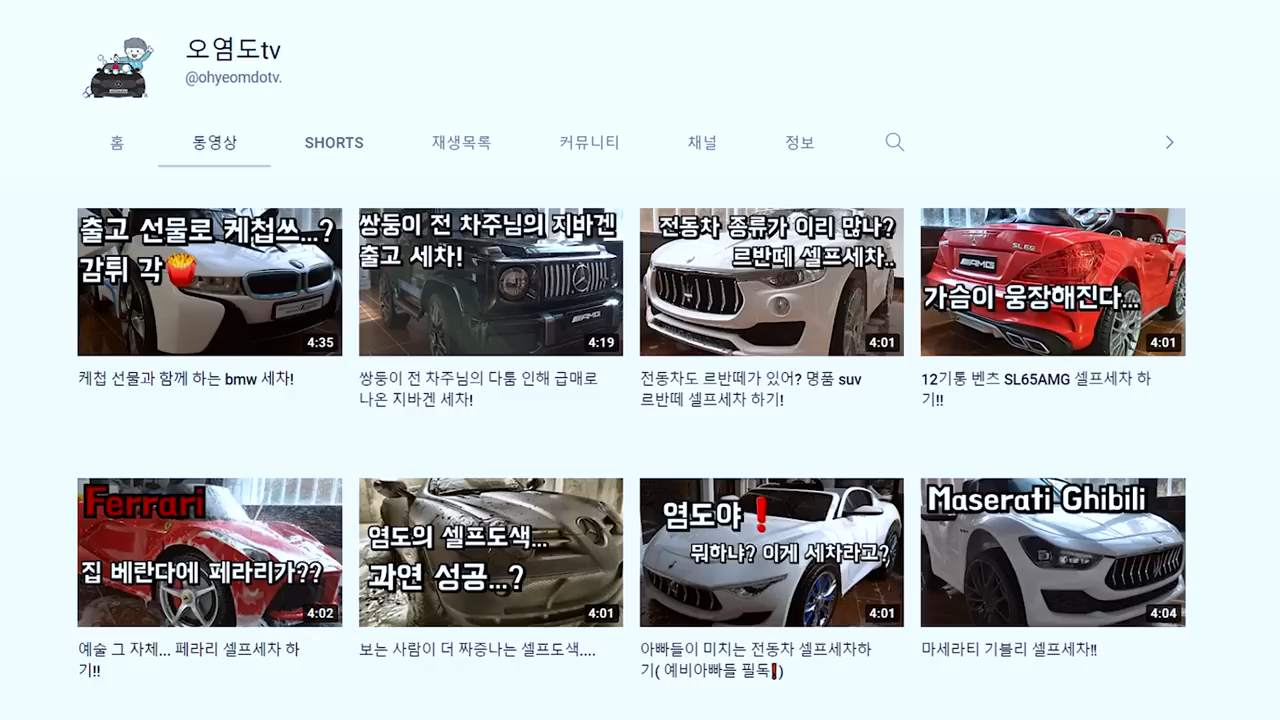 오염도tv
@ohyeomdotv.
홈 동영상 SHORTS 재생목록 커뮤니티 채널 정보
출고 선물로 케첩쓰...?
감튀 각🍟
4:35
쌍둥이 전 차주님의 지바겐
출고 세차!
AMG
4:19
전동차 종류가 이리 많나?
르반떼 셀프세차..
4:01
SL65
AMG
가슴이 웅장해진다...
4:01
케첩 선물과 함께 하는 bmw 세차!
쌍둥이 전 차주님의 다툼 인해 급매로
나온 지바겐 세차!
전동차도 르반떼가 있어? 명품 suv
르반떼 셀프세차 하기!
12기통 벤츠 SL65AMG 셀프세차 하
기!!
Ferrari
집 베란다에 페라리가??
4:02
염도의 셀프도색...
과연 성공...?
4:01
염도야❗
뭐하냐? 이게 세차라고?
4:01
Maserati Ghibili
4:04
예술 그 자체... 페라리 셀프세차 하
기!!
보는 사람이 더 짜증나는 셀프도색....
아빠들이 미치는 전동차 셀프세차하
기( 예비아빠들 필독❗)
마세라티 기블리 셀프세차!!